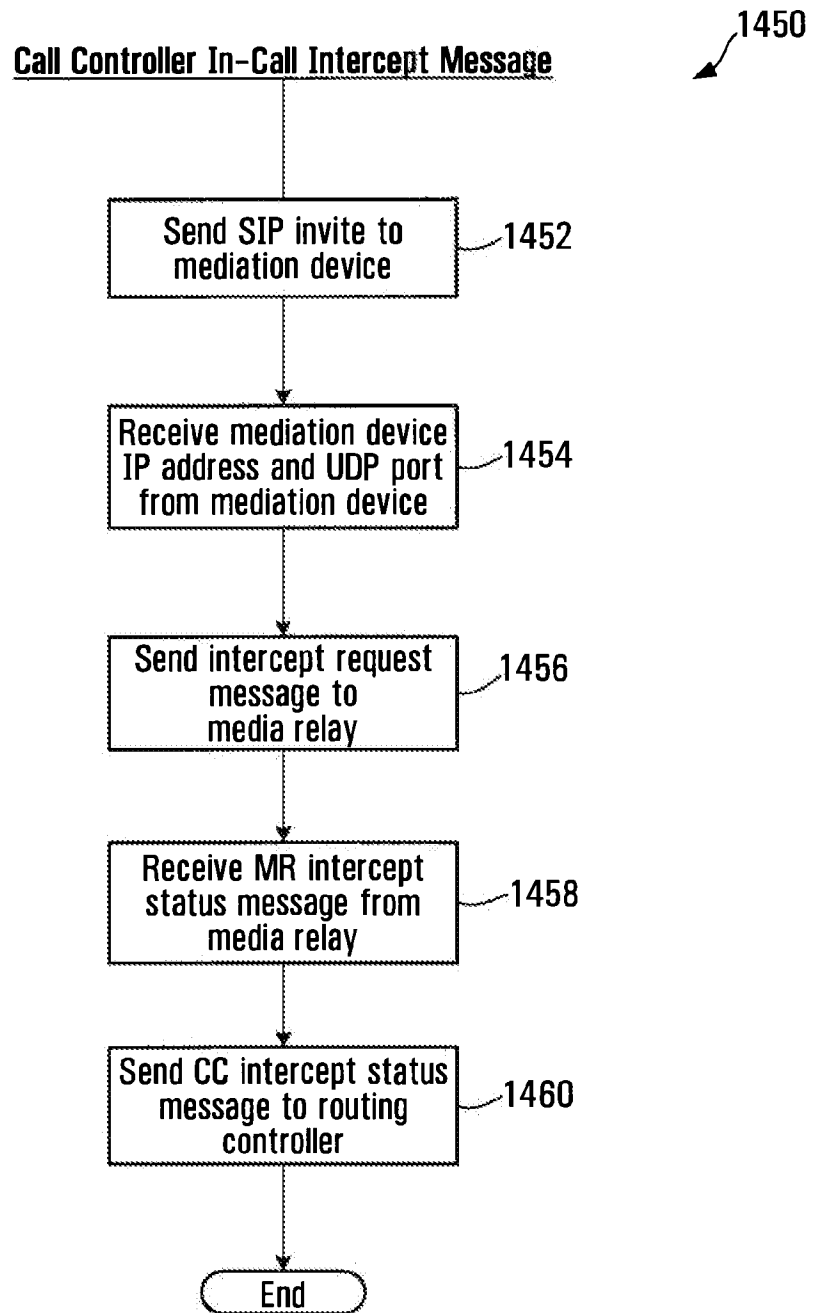 1450
Call Controller In-Call Intercept Message
Send SIP invite to
mediation device
1452
Receive mediation device
IP address and UDP port
from mediation device
1454
Send intercept request
message to
media relay
1456
Receive MR intercept
status message from
media relay
1458
Send CC intercept status
message to routing
controller
1460
End